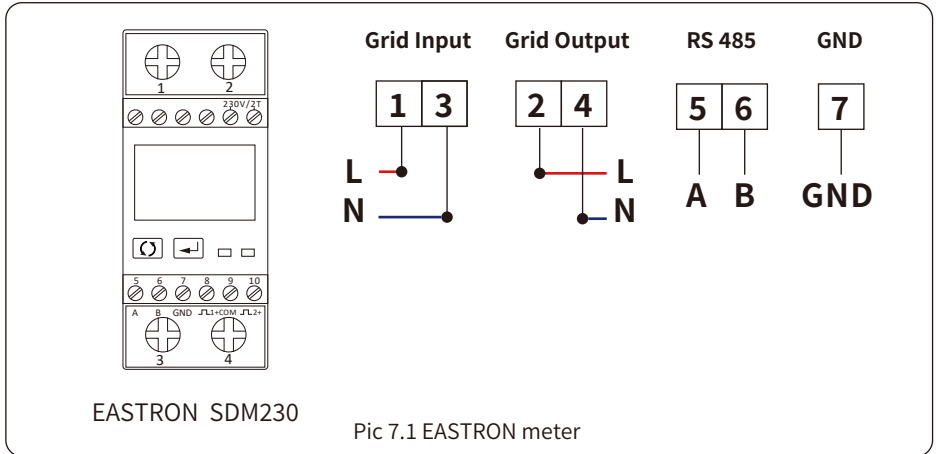 Grid Input Grid Output RS 485 GND
1 2
230V/2T
1 3 2 4 5 6 7
L L
N N
A B GND
5 6 7 8 9 10
A B GND 1+COM 2+
3 4
EASTRON SDM230
Pic 7.1 EASTRON meter